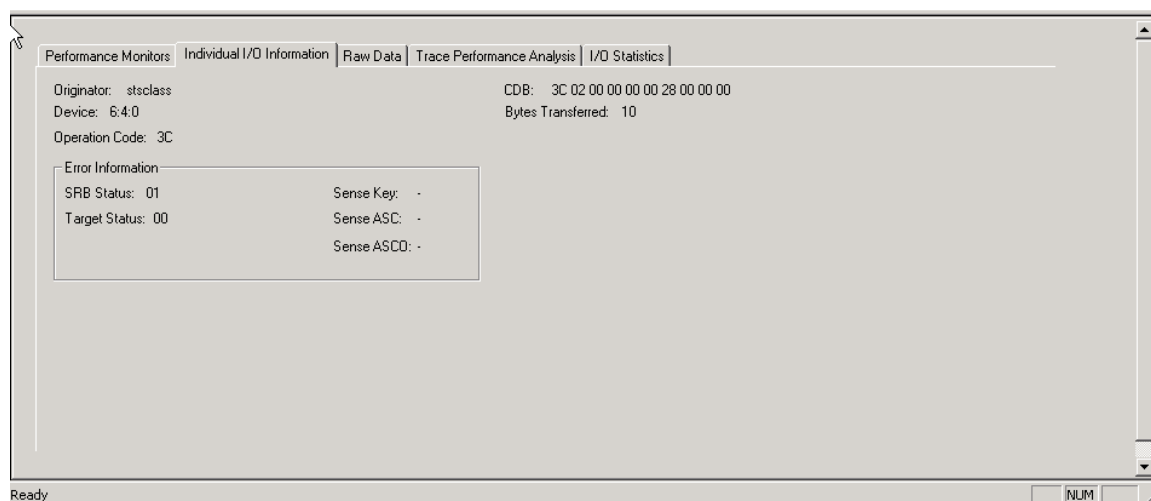 Performance Monitors Individual I/O Information Raw Data Trace Performance Analysis I/O Statistics
Originator: stsclass
Device: 6:4:0
Operation Code: 3C
CDB: 3C 02 00 00 00 00 28 00 00 00
Bytes Transferred: 10
Error Information
SRB Status: 01
Target Status: 00
Sense Key: -
Sense ASC: -
Sense ASCQ: -
Ready
NUM